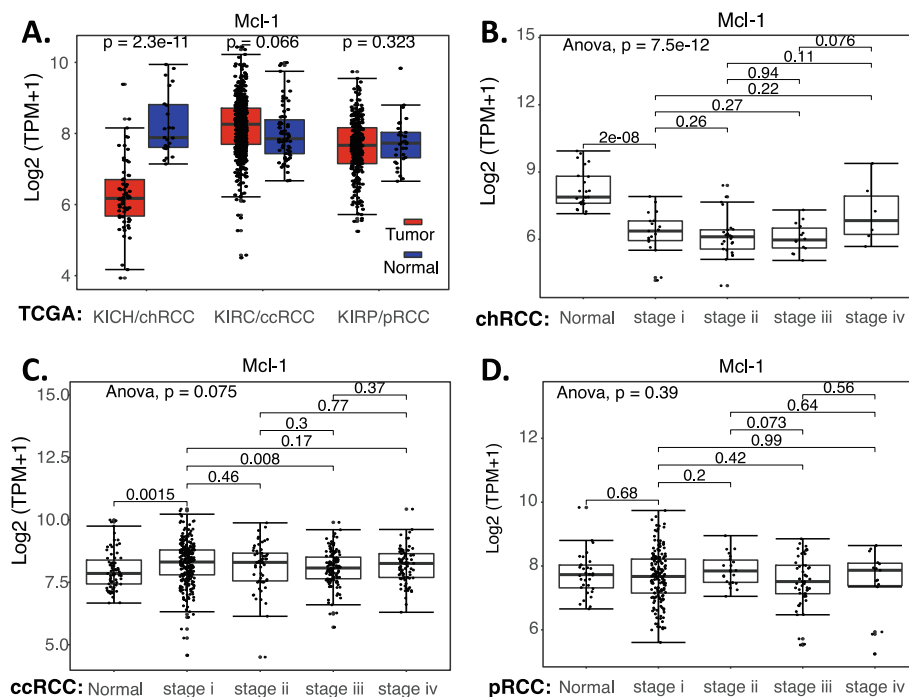 A.
Mcl-1
p = 2.3e-11 p = 0.066 p = 0.323
Log2 (TPM+1)
10
8
6
4
Tumor
Normal
TCGA: KICH/chRCC KIRC/ccRCC KIRP/pRCC
B.
Mcl-1
Anova, p = 7.5e-12
Log2 (TPM+1)
15
12
9
6
0.076
0.11
0.94
0.22
0.27
0.26
2e-08
chRCC: Normal stage i stage ii stage iii stage iv
C.
Mcl-1
Anova, p = 0.075
Log2 (TPM+1)
15.0
12.5
10.0
7.5
5.0
0.37
0.77
0.3
0.17
0.008
0.46
0.0015
ccRCC: Normal stage i stage ii stage iii stage iv
D.
Mcl-1
Anova, p = 0.39
Log2 (TPM+1)
12
10
8
6
0.56
0.64
0.073
0.99
0.42
0.2
0.68
pRCC: Normal stage i stage ii stage iii stage iv